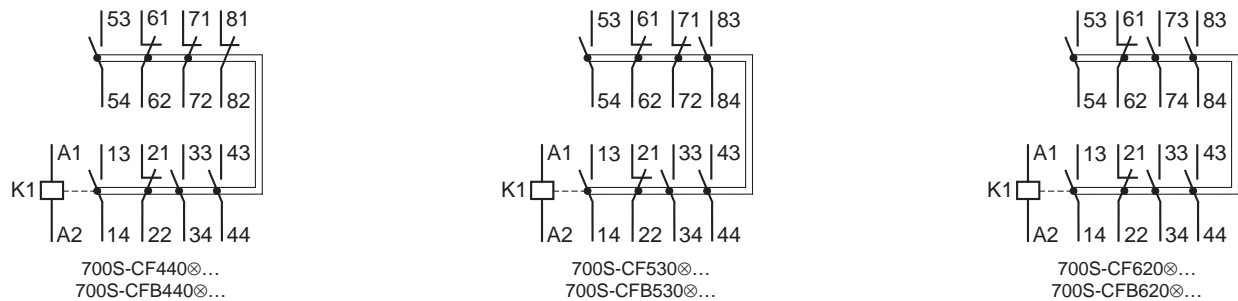 53 61 71 81 53 61 71 83 53 61 73 83
54 62 72 82 54 62 72 84 54 62 74 84
A1 13 21 33 43 A1 13 21 33 43 A1 13 21 33 43
K1 K1 K1
A2 14 22 34 44 A2 14 22 34 44 A2 14 22 34 44
700S-CF440⊗… 700S-CF530⊗… 700S-CF620⊗…
700S-CFB440⊗… 700S-CFB530⊗… 700S-CFB620⊗…